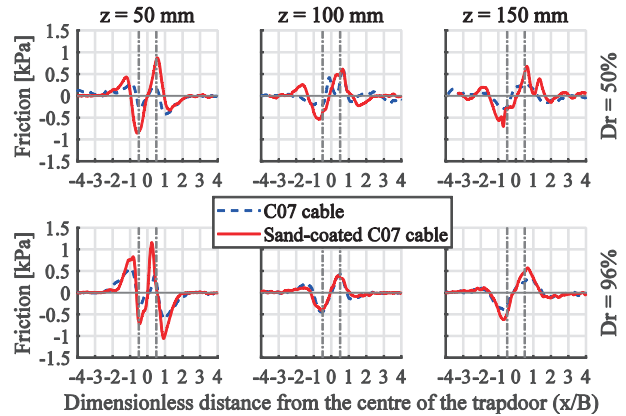 z = 50 mm z = 100 mm z = 150 mm
Friction [kPa]
1.5
1
0.5
0
-0.5
-1
-1.5
-4 -3 -2 -1 0 1 2 3 4
-4 -3 -2 -1 0 1 2 3 4
-4 -3 -2 -1 0 1 2 3 4
Dr = 50%
C07 cable
Sand-coated C07 cable
Friction [kPa]
1.5
1
0.5
0
-0.5
-1
-1.5
-4 -3 -2 -1 0 1 2 3 4
-4 -3 -2 -1 0 1 2 3 4
-4 -3 -2 -1 0 1 2 3 4
Dr = 96%
Dimensionless distance from the centre of the trapdoor (x/B)